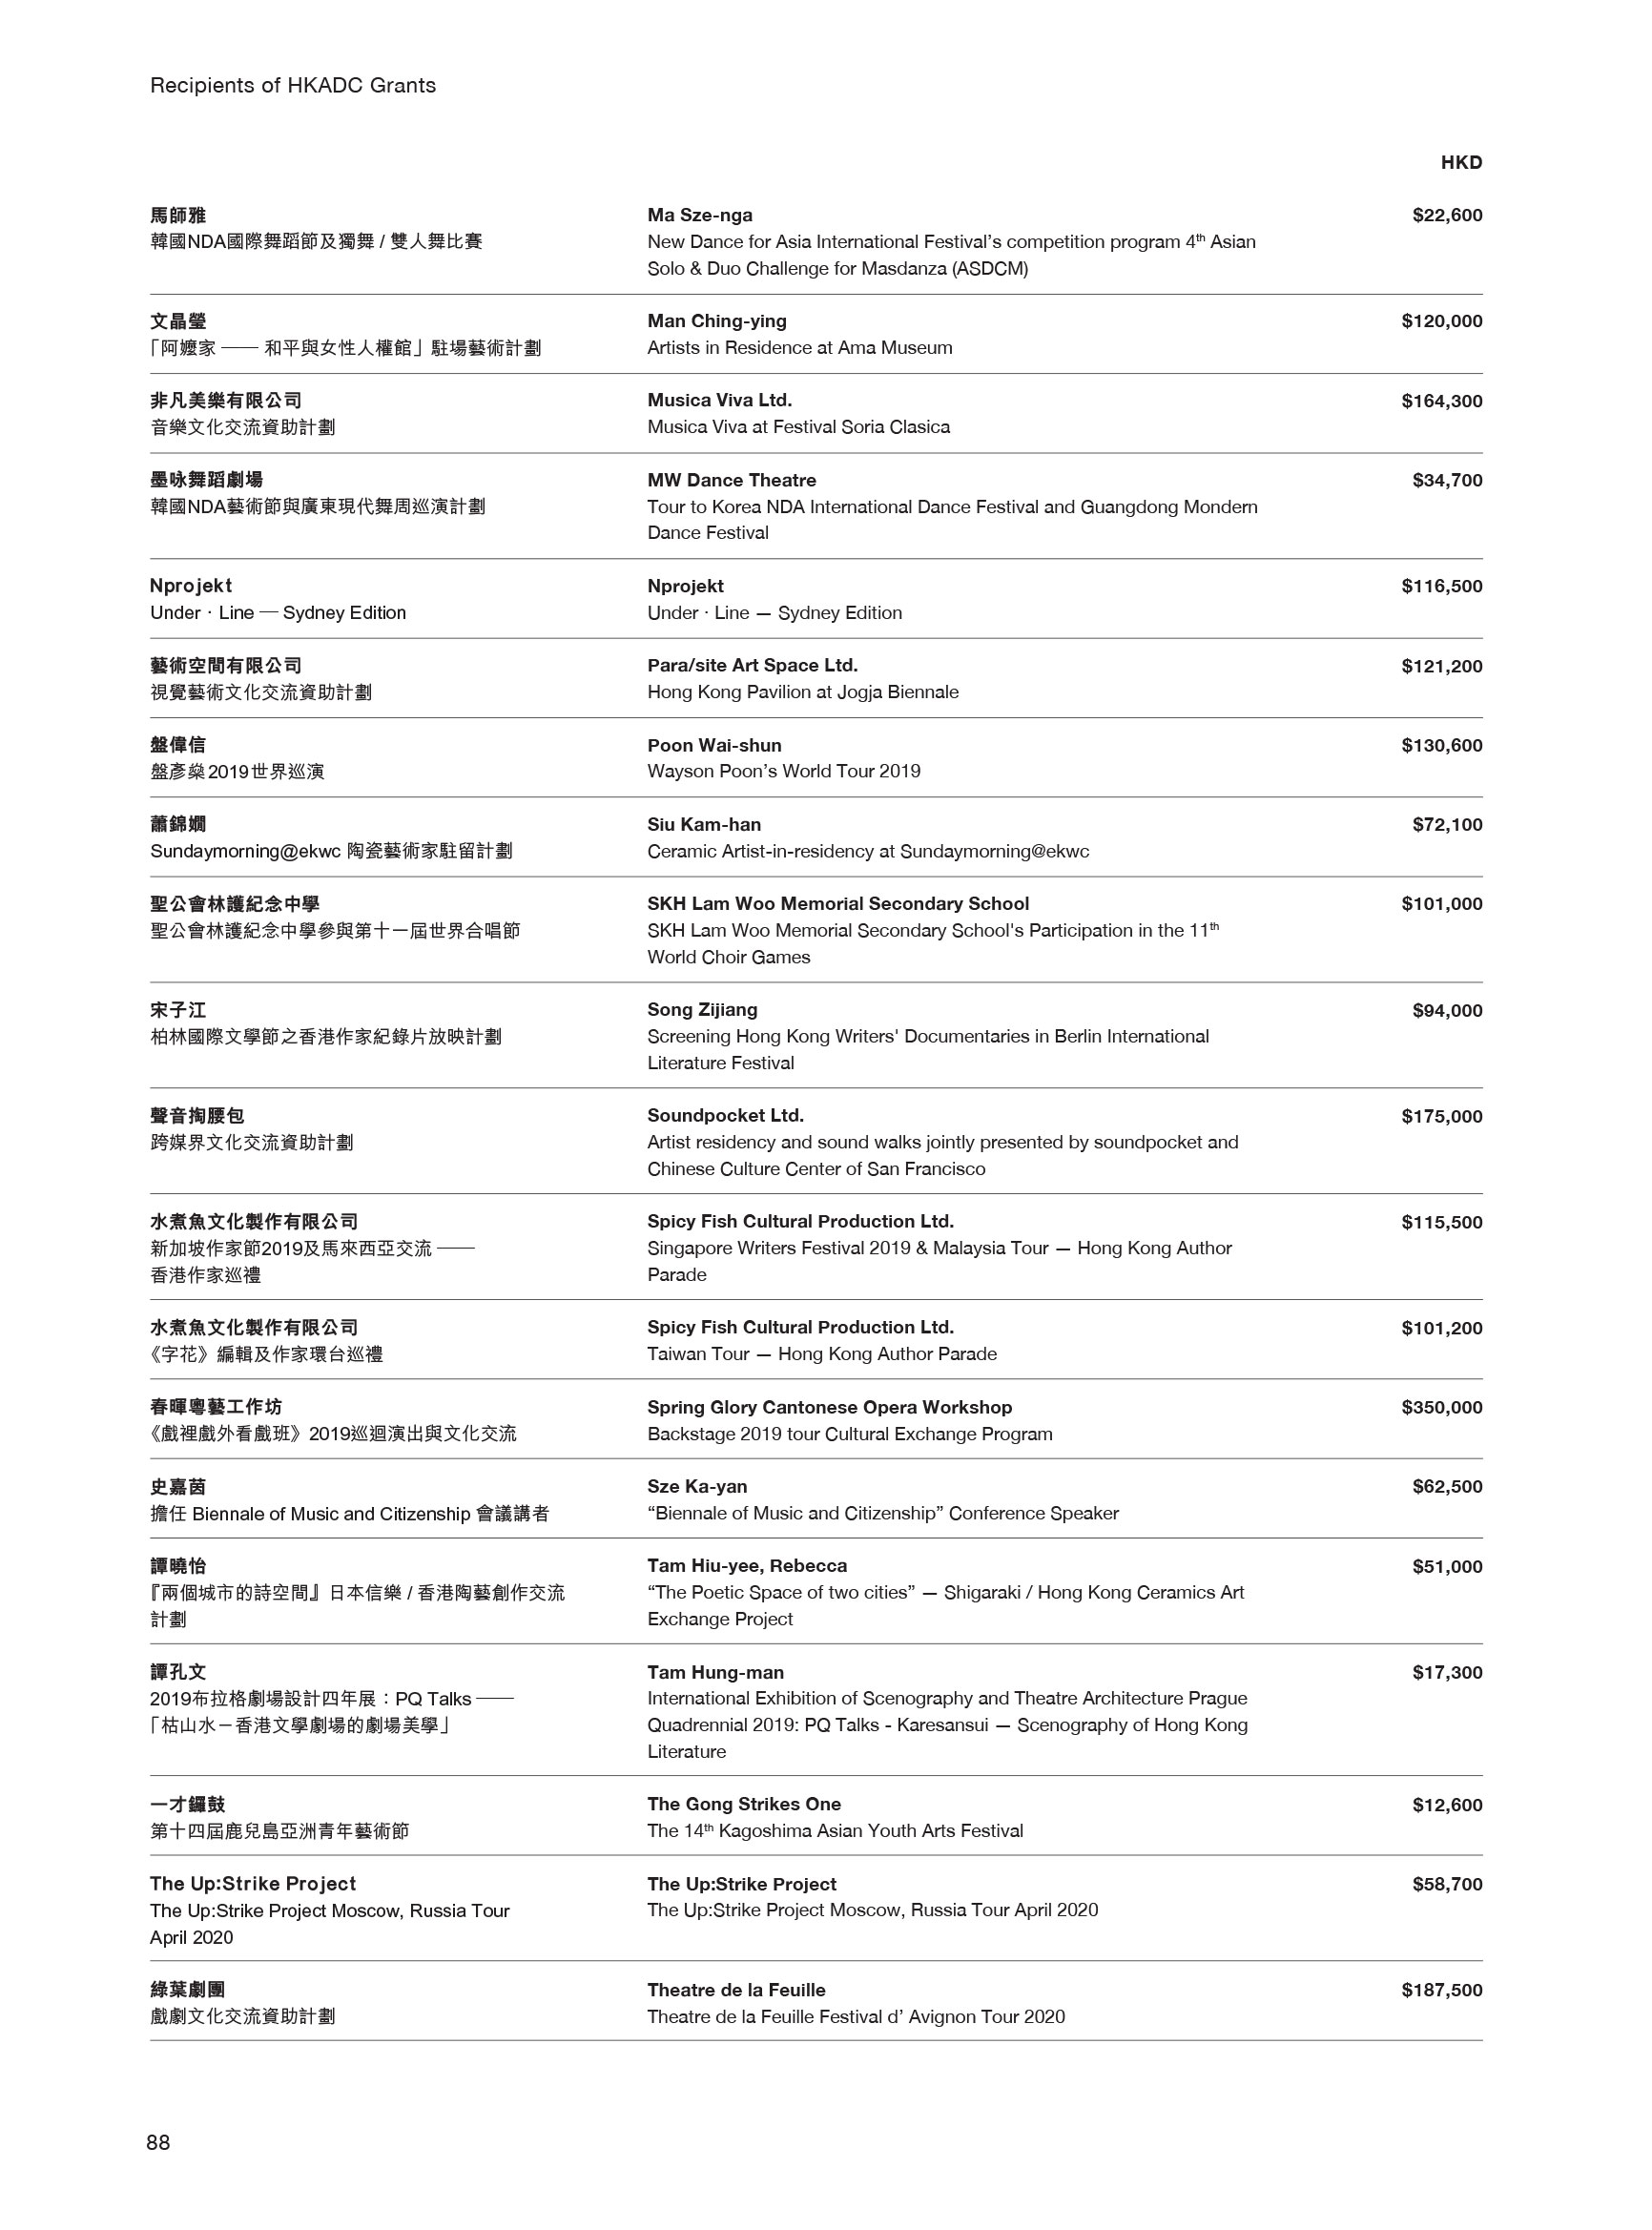 Recipients of HKADC Grants
HKD
馬師雅
韓國NDA國際舞蹈節及獨舞 / 雙人舞比賽
Ma Sze-nga
New Dance for Asia International Festival’s competition program 4th Asian
Solo & Duo Challenge for Masdanza (ASDCM)
$22,600
文晶瑩
「阿嬤家 —— 和平與女性人權館」駐場藝術計劃
Man Ching-ying
Artists in Residence at Ama Museum
$120,000
非凡美樂有限公司
音樂文化交流資助計劃
Musica Viva Ltd.
Musica Viva at Festival Soria Clasica
$164,300
墨咏舞蹈劇場
韓國NDA藝術節與廣東現代舞周巡演計劃
MW Dance Theatre
Tour to Korea NDA International Dance Festival and Guangdong Mondern
Dance Festival
$34,700
Nprojekt
Under · Line — Sydney Edition
Nprojekt
Under · Line — Sydney Edition
$116,500
藝術空間有限公司
視覺藝術文化交流資助計劃
Para/site Art Space Ltd.
Hong Kong Pavilion at Jogja Biennale
$121,200
盤偉信
盤彥燊2019世界巡演
Poon Wai-shun
Wayson Poon’s World Tour 2019
$130,600
蕭錦嫻
Sundaymorning@ekwc 陶瓷藝術家駐留計劃
Siu Kam-han
Ceramic Artist-in-residency at Sundaymorning@ekwc
$72,100
聖公會林護紀念中學
聖公會林護紀念中學參與第十一屆世界合唱節
SKH Lam Woo Memorial Secondary School
SKH Lam Woo Memorial Secondary School's Participation in the 11th
World Choir Games
$101,000
宋子江
柏林國際文學節之香港作家紀錄片放映計劃
Song Zijiang
Screening Hong Kong Writers' Documentaries in Berlin International
Literature Festival
$94,000
聲音掏腰包
跨媒界文化交流資助計劃
Soundpocket Ltd.
Artist residency and sound walks jointly presented by soundpocket and
Chinese Culture Center of San Francisco
$175,000
水煮魚文化製作有限公司
新加坡作家節2019及馬來西亞交流 ——
香港作家巡禮
Spicy Fish Cultural Production Ltd.
Singapore Writers Festival 2019 & Malaysia Tour — Hong Kong Author
Parade
$115,500
水煮魚文化製作有限公司
《字花》編輯及作家環台巡禮
Spicy Fish Cultural Production Ltd.
Taiwan Tour — Hong Kong Author Parade
$101,200
春暉粵藝工作坊
《戲裡戲外看戲班》2019巡迴演出與文化交流
Spring Glory Cantonese Opera Workshop
Backstage 2019 tour Cultural Exchange Program
$350,000
史嘉茵
擔任 Biennale of Music and Citizenship 會議講者
Sze Ka-yan
“Biennale of Music and Citizenship” Conference Speaker
$62,500
譚曉怡
『兩個城市的詩空間』日本信樂 / 香港陶藝創作交流
計劃
Tam Hiu-yee, Rebecca
“The Poetic Space of two cities” — Shigaraki / Hong Kong Ceramics Art
Exchange Project
$51,000
譚孔文
2019布拉格劇場設計四年展：PQ Talks ——
「枯山水－香港文學劇場的劇場美學」
Tam Hung-man
International Exhibition of Scenography and Theatre Architecture Prague
Quadrennial 2019: PQ Talks - Karesansui — Scenography of Hong Kong
Literature
$17,300
一才鑼鼓
第十四屆鹿兒島亞洲青年藝術節
The Gong Strikes One
The 14th Kagoshima Asian Youth Arts Festival
$12,600
The Up:Strike Project
The Up:Strike Project Moscow, Russia Tour
April 2020
The Up:Strike Project
The Up:Strike Project Moscow, Russia Tour April 2020
$58,700
綠葉劇團
戲劇文化交流資助計劃
Theatre de la Feuille
Theatre de la Feuille Festival d’ Avignon Tour 2020
$187,500
88